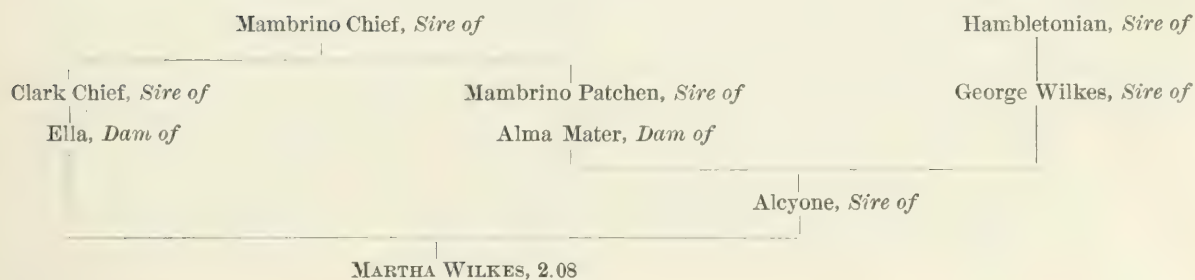 Mambrino Chief, Sire of Hambletonian, Sire of
Clark Chief, Sire of Mambrino Patchen, Sire of George Wilkes, Sire of
Ella, Dam of Alma Mater, Dam of
Alcyone, Sire of
MARTHA WILKES, 2.08